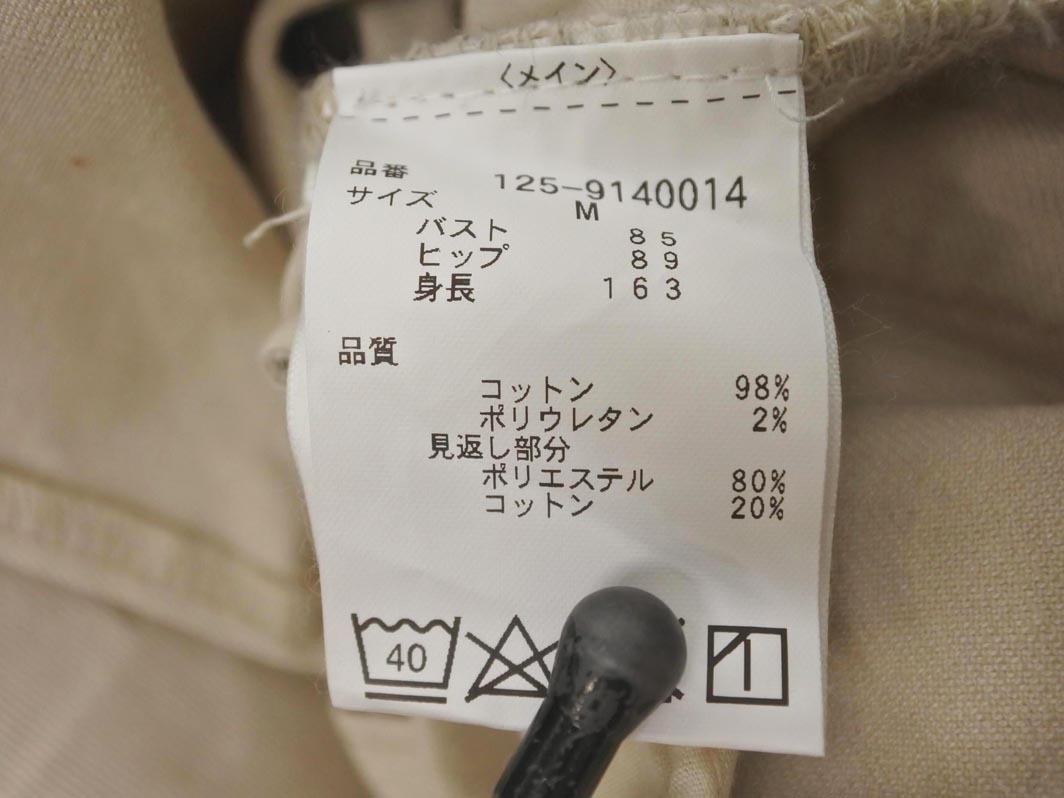 〈メイン〉
品番 125-9140014
サイズ M
バスト 85
ヒップ 89
身長 163
品質
コットン 98%
ポリウレタン 2%
見返し部分
ポリエステル 80%
コットン 20%
40